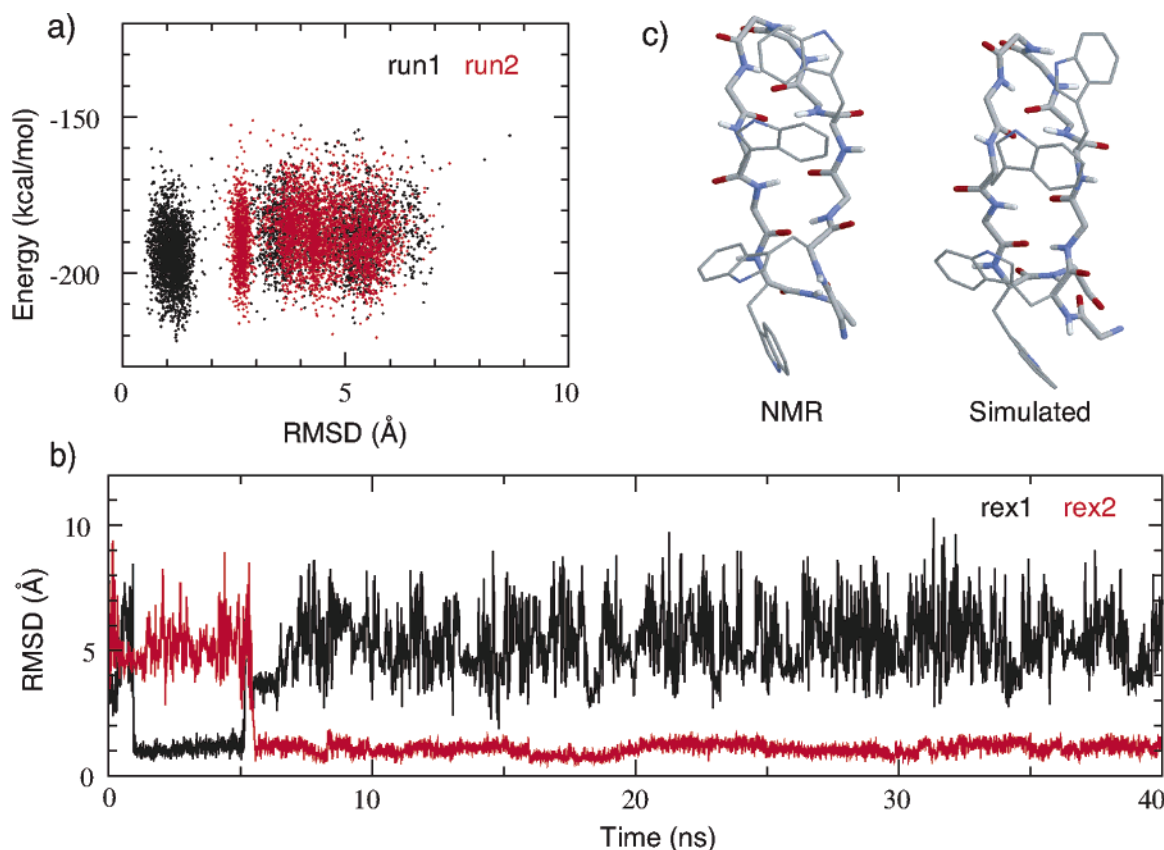 a)
run1 run2
-150
-200
Energy (kcal/mol)
0 5 10
RMSD (Å)
c)
NMR Simulated
b)
rex1 rex2
10
5
0
RMSD (Å)
0 10 20 30 40
Time (ns)